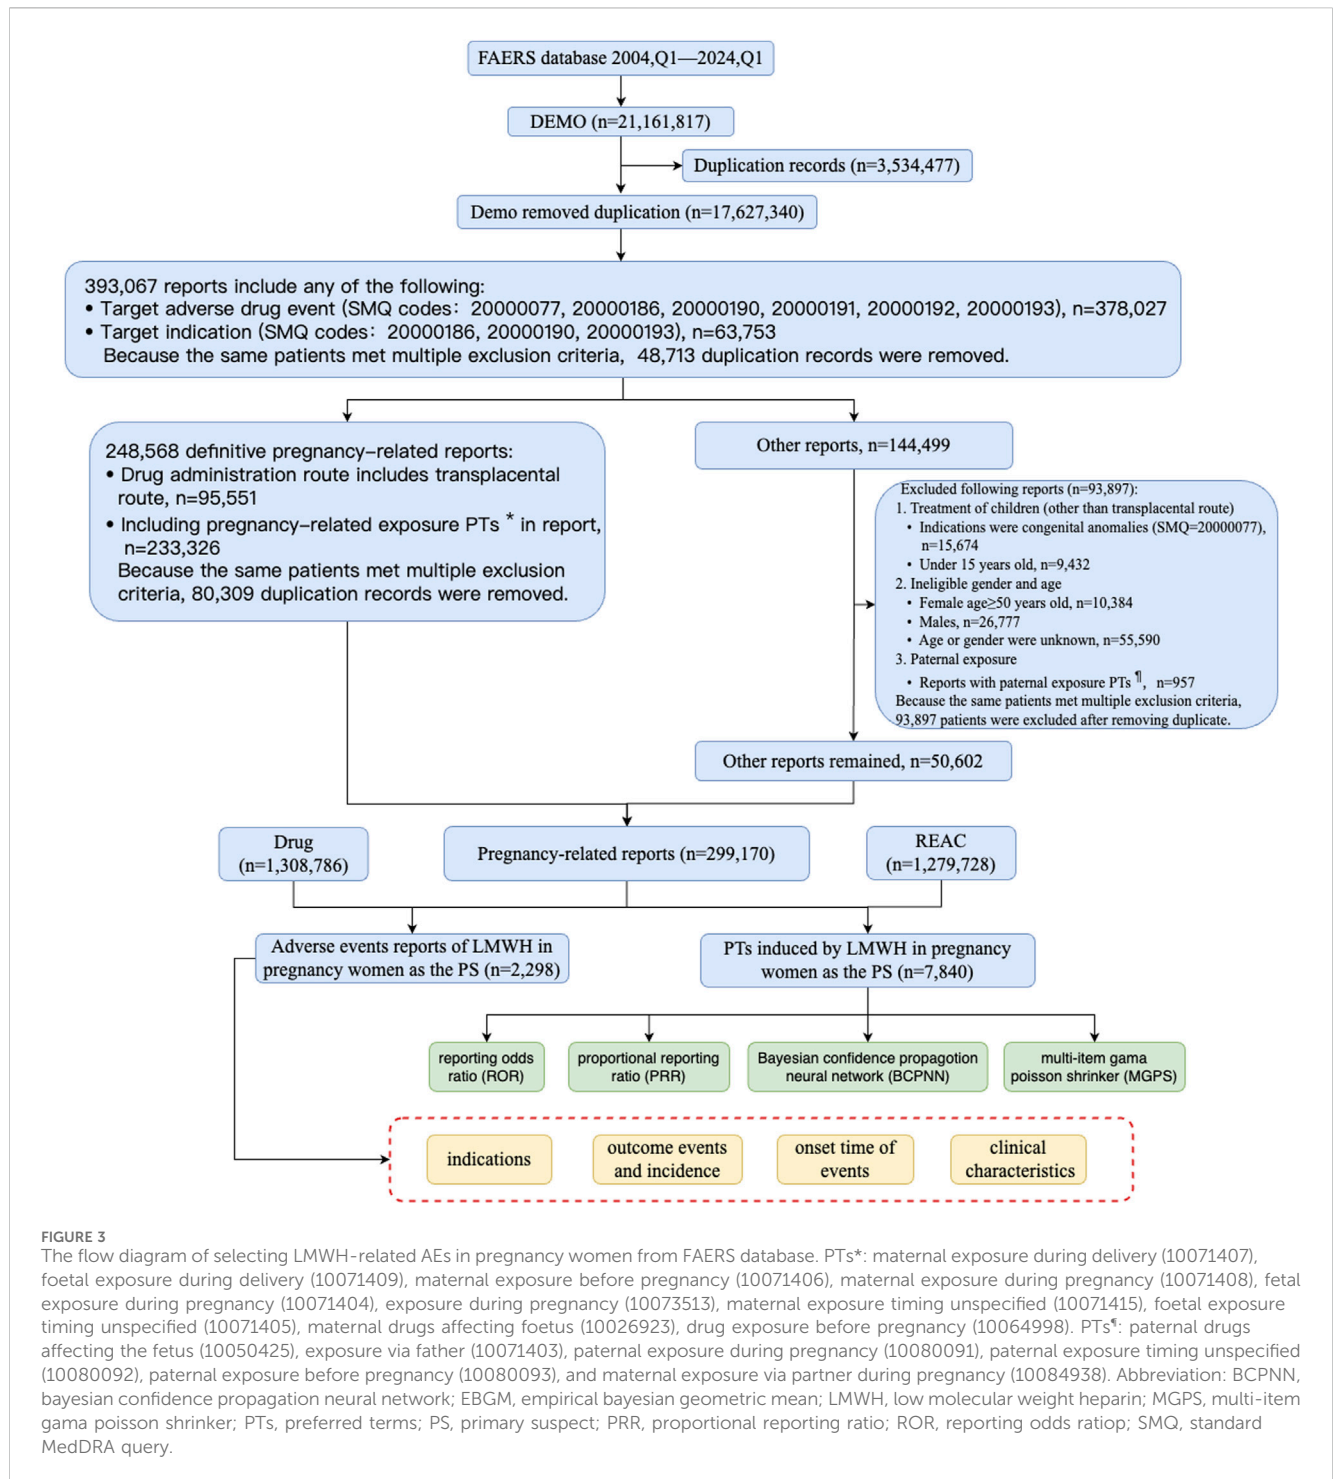 FAERS database 2004,Q1—2024,Q1
DEMO (n=21,161,817)
Duplication records (n=3,534,477)
Demo removed duplication (n=17,627,340)
393,067 reports include any of the following:
• Target adverse drug event (SMQ codes: 20000077, 20000186, 20000190, 20000191, 20000192, 20000193), n=378,027
• Target indication (SMQ codes: 20000186, 20000190, 20000193), n=63,753
Because the same patients met multiple exclusion criteria, 48,713 duplication records were removed.
248,568 definitive pregnancy–related reports:
• Drug administration route includes transplacental
route, n=95,551
• Including pregnancy–related exposure PTs * in report,
n=233,326
Because the same patients met multiple exclusion
criteria, 80,309 duplication records were removed.
Other reports, n=144,499
Excluded following reports (n=93,897):
1. Treatment of children (other than transplacental route)
• Indications were congenital anomalies (SMQ=20000077),
n=15,674
• Under 15 years old, n=9,432
2. Ineligible gender and age
• Female age≥50 years old, n=10,384
• Males, n=26,777
• Age or gender were unknown, n=55,590
3. Paternal exposure
• Reports with paternal exposure PTs ¶, n=957
Because the same patients met multiple exclusion criteria,
93,897 patients were excluded after removing duplicate.
Other reports remained, n=50,602
Drug
(n=1,308,786)
Pregnancy-related reports (n=299,170)
REAC
(n=1,279,728)
Adverse events reports of LMWH in
pregnancy women as the PS (n=2,298)
PTs induced by LMWH in pregnancy
women as the PS (n=7,840)
reporting odds
ratio (ROR)
proportional reporting
ratio (PRR)
Bayesian confidence propagotion
neural network (BCPNN)
multi-item gama
poisson shrinker (MGPS)
indications
outcome events
and incidence
onset time of
events
clinical
characteristics
FIGURE 3
The flow diagram of selecting LMWH-related AEs in pregnancy women from FAERS database. PTs*: maternal exposure during delivery (10071407),
foetal exposure during delivery (10071409), maternal exposure before pregnancy (10071406), maternal exposure during pregnancy (10071408), fetal
exposure during pregnancy (10071404), exposure during pregnancy (10073513), maternal exposure timing unspecified (10071415), foetal exposure
timing unspecified (10071405), maternal drugs affecting foetus (10026923), drug exposure before pregnancy (10064998). PTs¶: paternal drugs
affecting the fetus (10050425), exposure via father (10071403), paternal exposure during pregnancy (10080091), paternal exposure timing unspecified
(10080092), paternal exposure before pregnancy (10080093), and maternal exposure via partner during pregnancy (10084938). Abbreviation: BCPNN,
bayesian confidence propagation neural network; EBGM, empirical bayesian geometric mean; LMWH, low molecular weight heparin; MGPS, multi-item
gama poisson shrinker; PTs, preferred terms; PS, primary suspect; PRR, proportional reporting ratio; ROR, reporting odds ratiop; SMQ, standard
MedDRA query.